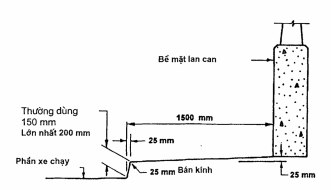 Bề mặt lan can
Thường dùng
150 mm
Lớn nhất 200 mm
1500 mm
25 mm
Phần xe chạy
25 mm
Bán kính
25 mm